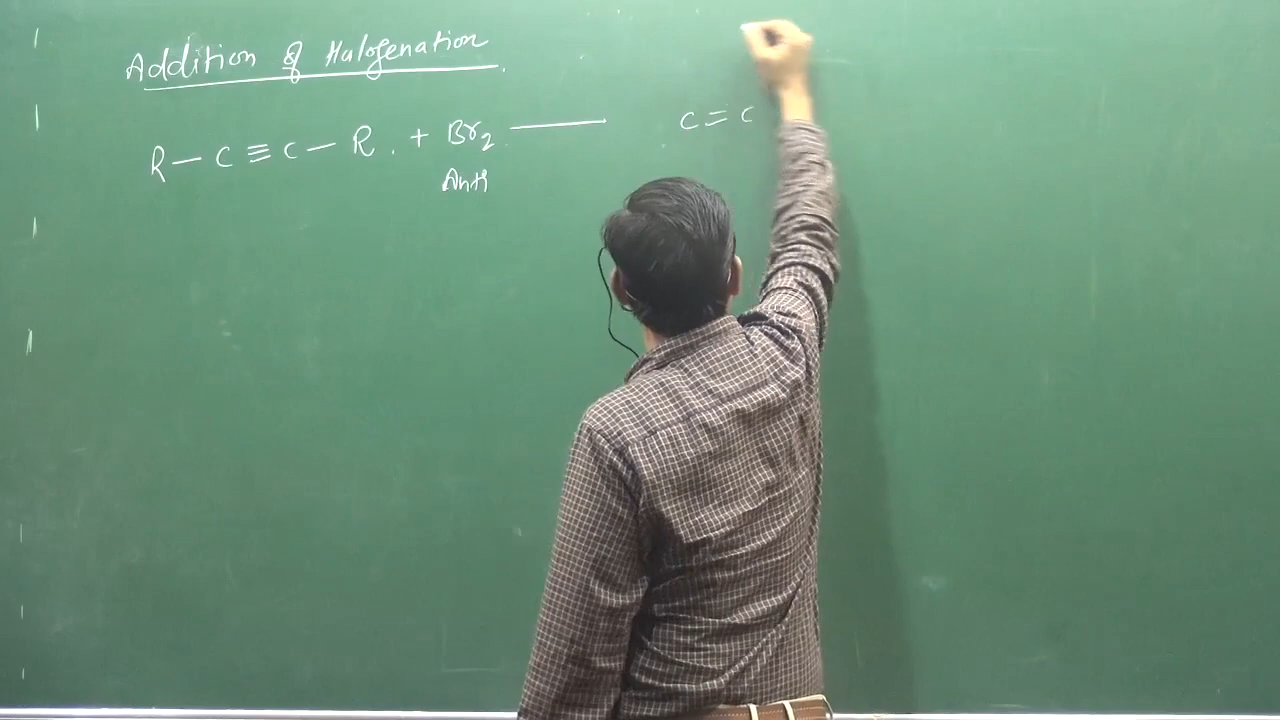 Addition of Halogenation
R — C ≡ C — R . + Br2 —— C = C
Anti